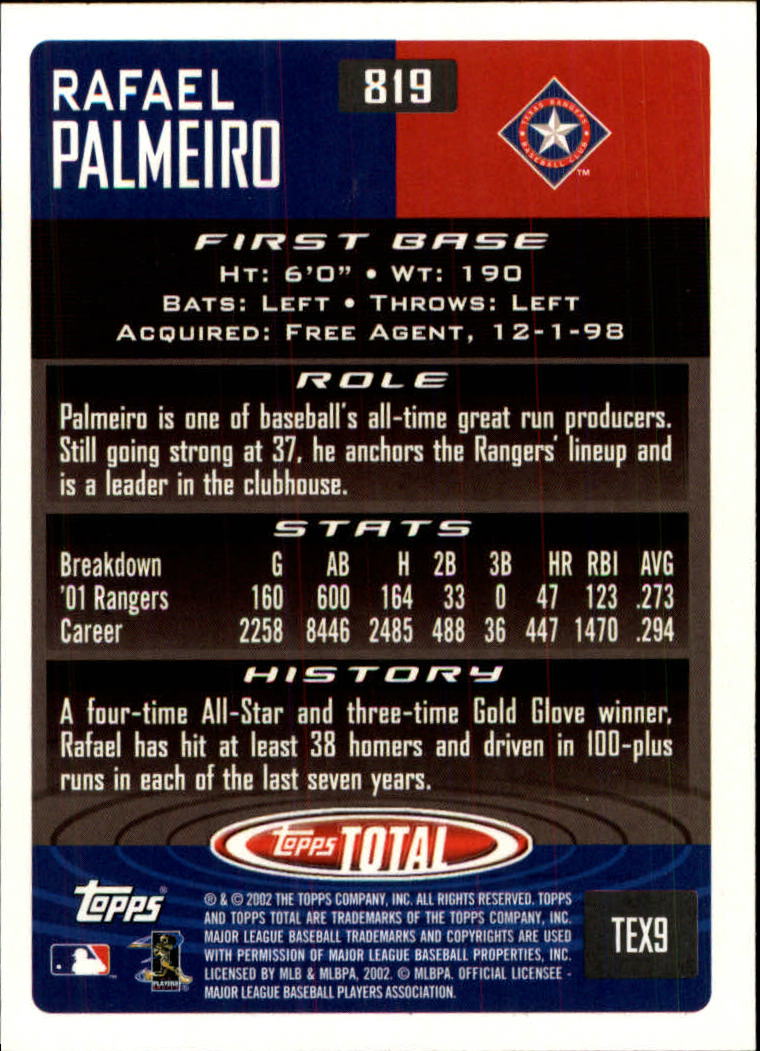 RAFAEL
PALMEIRO
819
TEXAS RANGERS
BASEBALL CLUB
TM
FIRST BASE
HT: 6'0" • WT: 190
BATS: LEFT • THROWS: LEFT
ACQUIRED: FREE AGENT, 12-1-98
ROLE
Palmeiro is one of baseball's all-time great run producers.
Still going strong at 37, he anchors the Rangers' lineup and
is a leader in the clubhouse.
STATS
Breakdown G AB H 2B 3B HR RBI AVG
'01 Rangers 160 600 164 33 0 47 123 .273
Career 2258 8446 2485 488 36 447 1470 .294
HISTORY
A four-time All-Star and three-time Gold Glove winner,
Rafael has hit at least 38 homers and driven in 100-plus
runs in each of the last seven years.
Topps TOTAL
Topps®
® & © 2002 THE TOPPS COMPANY, INC. ALL RIGHTS RESERVED. TOPPS
AND TOPPS TOTAL ARE TRADEMARKS OF THE TOPPS COMPANY, INC.
MAJOR LEAGUE BASEBALL TRADEMARKS AND COPYRIGHTS ARE USED
WITH PERMISSION OF MAJOR LEAGUE BASEBALL PROPERTIES, INC.
LICENSED BY MLB & MLBPA, 2002. © MLBPA. OFFICIAL LICENSEE -
MAJOR LEAGUE BASEBALL PLAYERS ASSOCIATION.
PLAYERS
TEX9